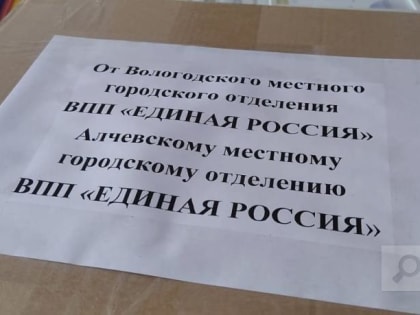 От Вологодского местного
городского отделения
ВПП «ЕДИНАЯ РОССИЯ»
Алчевскому местному
городскому отделению
ВПП «ЕДИНАЯ РОССИЯ»